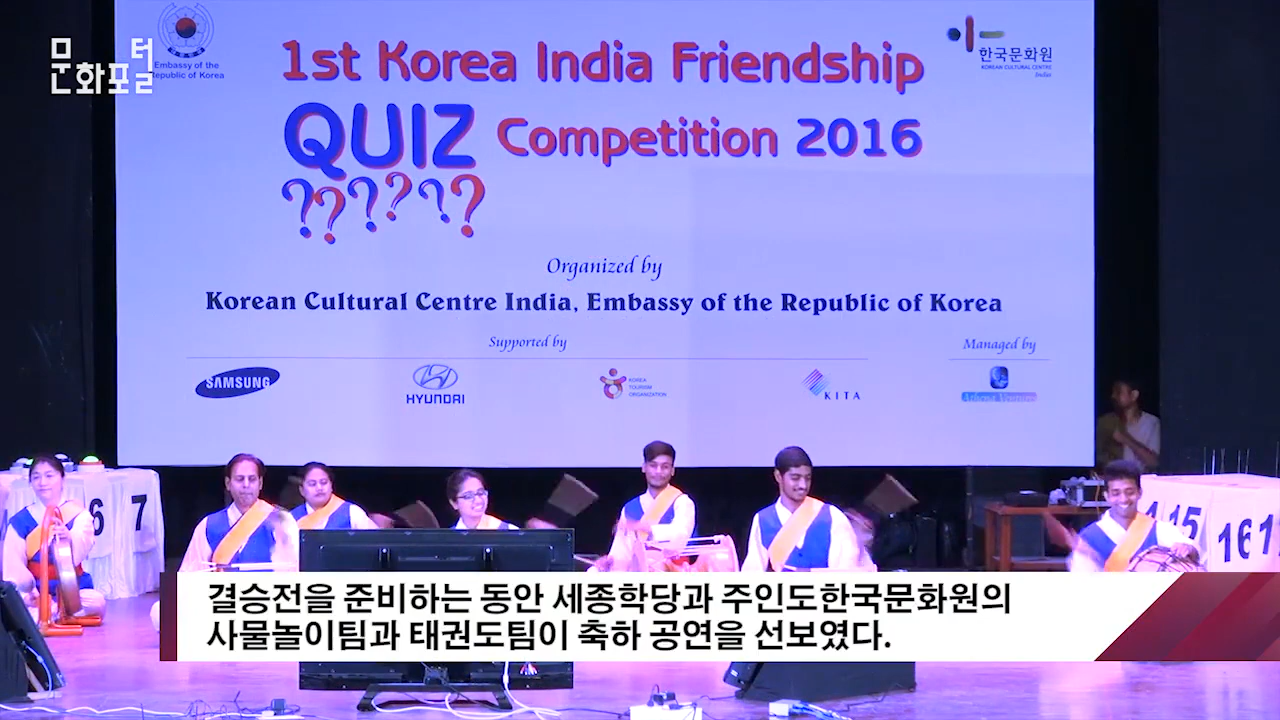 문화포털
Embassy of the
Republic of Korea
1st Korea India Friendship
QUIZ Competition 2016
??????
한국문화원
KOREAN CULTURAL CENTRE
India
Organized by
Korean Cultural Centre India, Embassy of the Republic of Korea
Supported by
Managed by
SAMSUNG
HYUNDAI
KOREA
TOURISM
ORGANIZATION
KITA
6 7
15 16 1
결승전을 준비하는 동안 세종학당과 주인도한국문화원의
사물놀이팀과 태권도팀이 축하 공연을 선보였다.